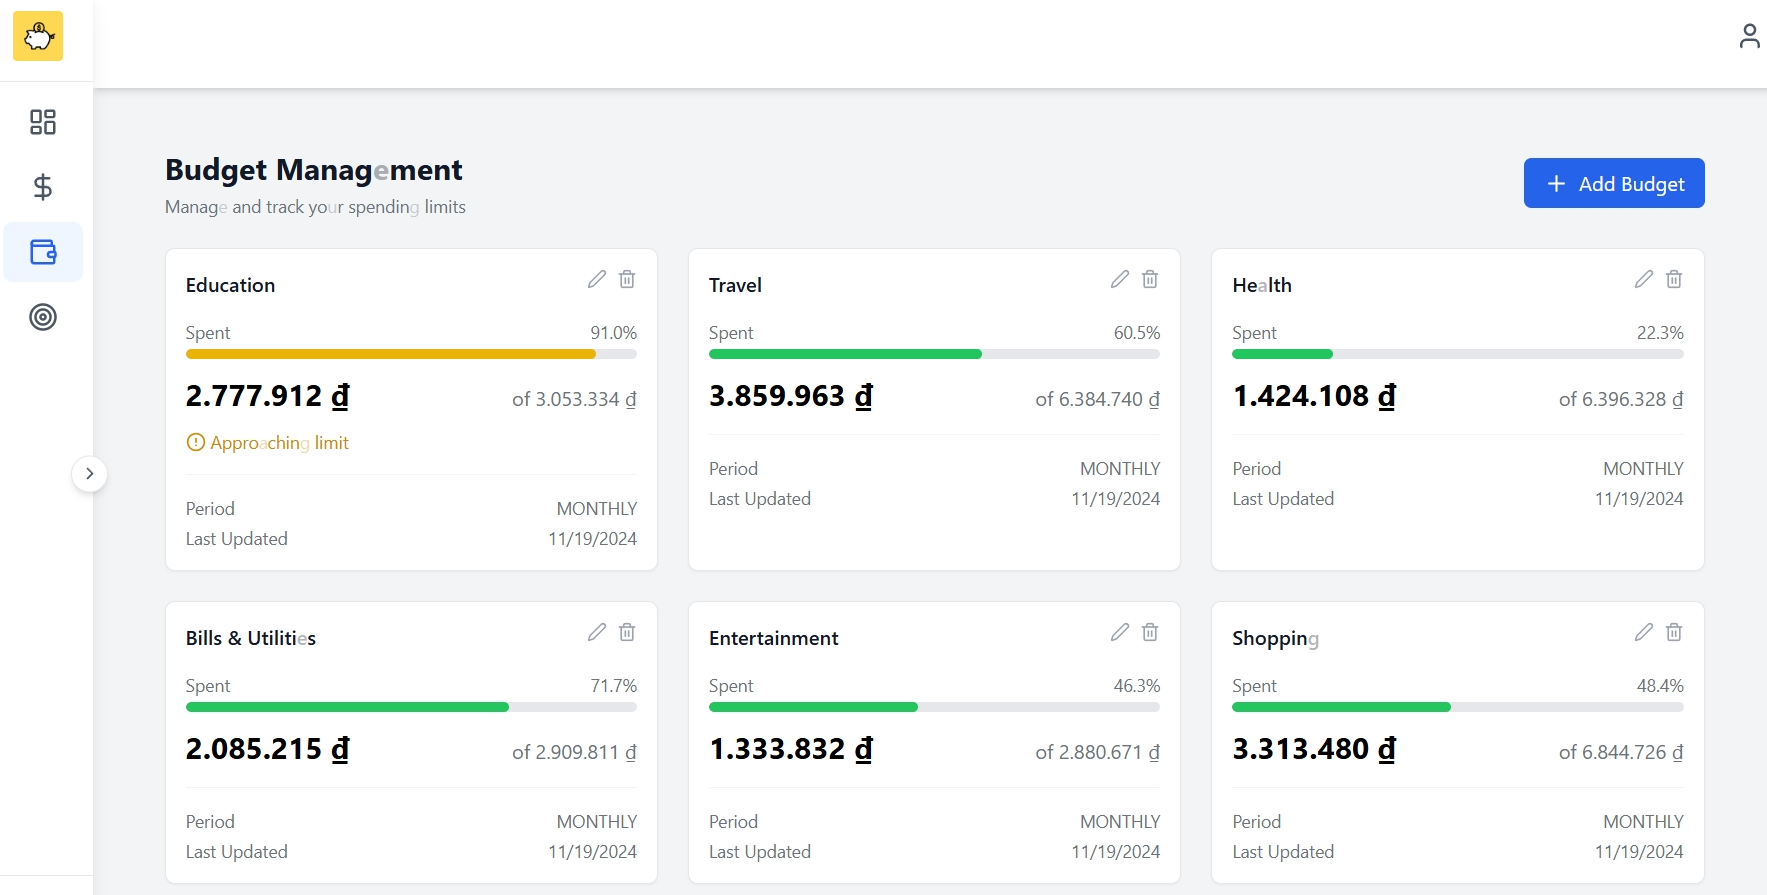 Budget Management
Manage and track your spending limits
+ Add Budget
Education
Spent 91.0%
2.777.912 ₫ of 3.053.334 ₫
Approaching limit
Period MONTHLY
Last Updated 11/19/2024
Travel
Spent 60.5%
3.859.963 ₫ of 6.384.740 ₫
Period MONTHLY
Last Updated 11/19/2024
Health
Spent 22.3%
1.424.108 ₫ of 6.396.328 ₫
Period MONTHLY
Last Updated 11/19/2024
Bills & Utilities
Spent 71.7%
2.085.215 ₫ of 2.909.811 ₫
Period MONTHLY
Last Updated 11/19/2024
Entertainment
Spent 46.3%
1.333.832 ₫ of 2.880.671 ₫
Period MONTHLY
Last Updated 11/19/2024
Shopping
Spent 48.4%
3.313.480 ₫ of 6.844.726 ₫
Period MONTHLY
Last Updated 11/19/2024